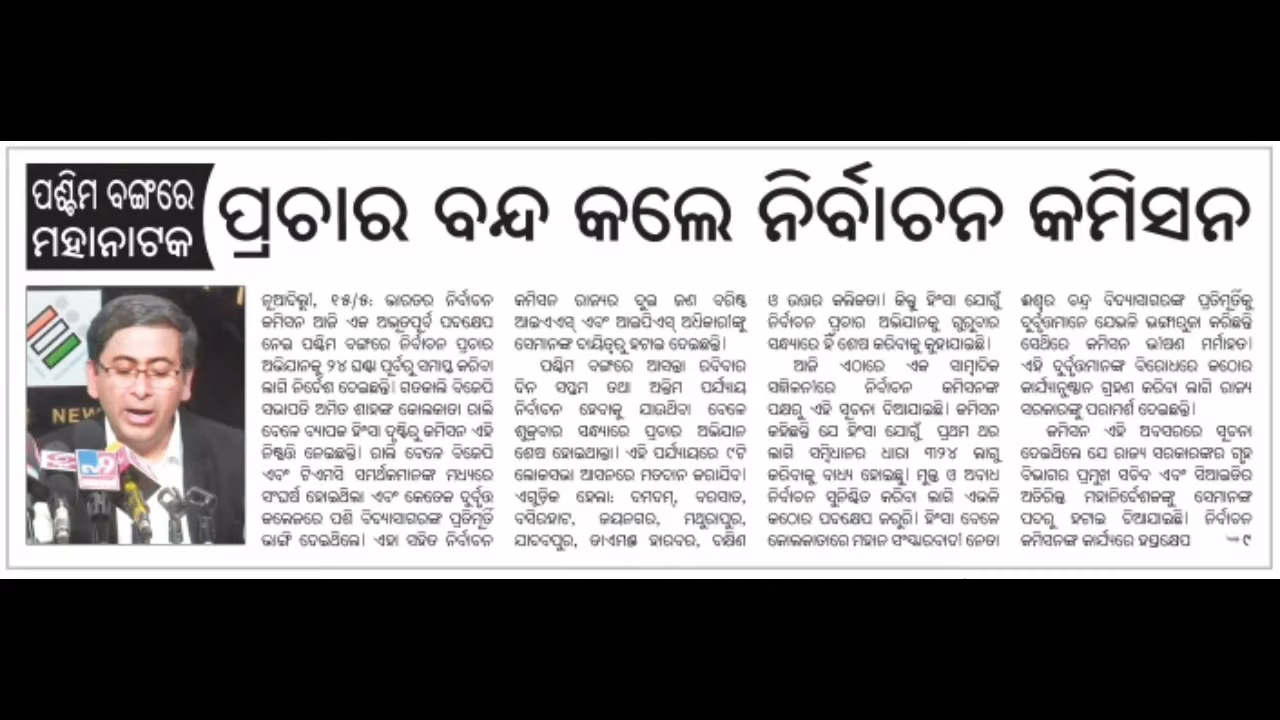 ପଶ୍ଚିମ ବଙ୍ଗରେ
ମହାନାଟକ
ପ୍ରଚାର ବନ୍ଦ କଲେ ନିର୍ବାଚନ କମିସନ
NEW
tv9
ନୂଆଦିଲ୍ଲୀ, ୧୫/୫: ଭାରତର ନିର୍ବାଚନ
କମିସନ ଆଜି ଏକ ଅଭୂତପୂର୍ବ ପଦକ୍ଷେପ
ନେଇ ପଶ୍ଚିମ ବଙ୍ଗରେ ନିର୍ବାଚନ ପ୍ରଚାର
ଅଭିଯାନକୁ ୨୪ ଘଣ୍ଟା ପୂର୍ବରୁ ସମାପ୍ତ କରିବା
ଲାଗି ନିର୍ଦେଶ ଦେଇଛନ୍ତି। ଗତକାଲି ବିଜେପି
ସଭାପତି ଅମିତ ଶାହଙ୍କ କୋଲକାତା ରାଲି
ବେଳେ ବ୍ୟାପକ ହିଂସା ଦୃଷ୍ଟିରୁ କମିସନ ଏହି
ନିଷ୍ପତ୍ତି ନେଇଛନ୍ତି। ରାଲି ବେଳେ ବିଜେପି
ଏବଂ ଟିଏମସି ସମର୍ଥକମାନଙ୍କ ମଧ୍ୟରେ
ସଂଘର୍ଷ ହୋଇଥିଲା ଏବଂ କେତେକ ଦୁର୍ବୃତ୍ତ
କଲେଜରେ ପଶି ବିଦ୍ୟାସାଗରଙ୍କ ପ୍ରତିମୂର୍ତି
ଭାଙ୍ଗି ଦେଇଥିଲେ। ଏହା ସହିତ ନିର୍ବାଚନ
କମିସନ ରାଜ୍ୟର ଦୁଇ ଜଣ ବରିଷ୍ଠ
ଆଇଏଏସ୍ ଏବଂ ଆଇପିଏସ୍ ଅଧିକାରୀଙ୍କୁ
ସେମାନଙ୍କ ଦାୟିତ୍ୱରୁ ହଟାଇ ଦେଇଛନ୍ତି।
ପଶ୍ଚିମ ବଙ୍ଗରେ ଆସନ୍ତା ରବିବାର
ଦିନ ସପ୍ତମ ତଥା ଅନ୍ତିମ ପର୍ଯ୍ୟାୟ
ନିର୍ବାଚନ ହେବାକୁ ଯାଉଥିବା ବେଳେ
ଶୁକ୍ରବାର ସନ୍ଧ୍ୟାରେ ପ୍ରଚାର ଅଭିଯାନ
ଶେଷ ହୋଇଥାନ୍ତା। ଏହି ପର୍ଯ୍ୟାୟରେ ୯ଟି
ଲୋକସଭା ଆସନରେ ମତଦାନ କରାଯିବ।
ଏଗୁଡ଼ିକ ହେଲା: ଦମଦମ୍, ବରସାତ,
ବସିରହାଟ, ଜୟନଗର, ମଥୁରାପୁର,
ଯାଦବପୁର, ଡାଏମଣ୍ଡ ହାରବର, ଦକ୍ଷିଣ
ଓ ଉତ୍ତର କଲିକତା। କିନ୍ତୁ ହିଂସା ଯୋଗୁଁ
ନିର୍ବାଚନ ପ୍ରଚାର ଅଭିଯାନକୁ ଗୁରୁବାର
ସନ୍ଧ୍ୟାରେ ହିଁ ଶେଷ କରିବାକୁ କୁହାଯାଇଛି।
ଆଜି ଏଠାରେ ଏକ ସାମ୍ବାଦିକ
ସମ୍ମିଳନୀରେ ନିର୍ବାଚନ କମିସନଙ୍କ
ପକ୍ଷରୁ ଏହି ସୂଚନା ଦିଆଯାଇଛି। କମିସନ
କହିଛନ୍ତି ଯେ ହିଂସା ଯୋଗୁଁ ପ୍ରଥମ ଥର
ଲାଗି ସମ୍ବିଧାନର ଧାରା ୩୨୪ ଲାଗୁ
କରିବାକୁ ବାଧ୍ୟ ହୋଇଛୁ। ମୁକ୍ତ ଓ ଅବାଧ
ନିର୍ବାଚନ ସୁନିଶ୍ଚିତ କରିବା ଲାଗି ଏଭଳି
କଠୋର ପଦକ୍ଷେପ ଜରୁରି। ହିଂସା ବେଳେ
କୋଲକାତାରେ ମହାନ ସଂସ୍କାରବାଦୀ ନେତା
ଈଶ୍ୱର ଚନ୍ଦ୍ର ବିଦ୍ୟାସାଗରଙ୍କ ପ୍ରତିମୂର୍ତିକୁ
ଦୁର୍ବୃତ୍ତମାନେ ଯେଭଳି ଭଙ୍ଗାରୁଜା କରିଛନ୍ତି
ସେଥିରେ କମିସନ ଭୀଷଣ ମର୍ମାହତ।
ଏହି ଦୁର୍ବୃତ୍ତମାନଙ୍କ ବିରୋଧରେ କଠୋର
କାର୍ଯ୍ୟାନୁଷ୍ଠାନ ଗ୍ରହଣ କରିବା ଲାଗି ରାଜ୍ୟ
ସରକାରଙ୍କୁ ପରାମର୍ଶ ଦେଇଛନ୍ତି।
କମିସନ ଏହି ଅବସରରେ ସୂଚନା
ଦେଇଥିଲେ ଯେ ରାଜ୍ୟ ସରକାରଙ୍କର ଗୃହ
ବିଭାଗର ପ୍ରମୁଖ ସଚିବ ଏବଂ ସିଆଇଡିର
ଅତିରିକ୍ତ ମହାନିର୍ଦେଶକଙ୍କୁ ସେମାନଙ୍କ
ପଦରୁ ହଟାଇ ଦିଆଯାଇଛି। ନିର୍ବାଚନ
କମିସନଙ୍କ କାର୍ଯ୍ୟରେ ହସ୍ତକ୍ଷେପ ୯